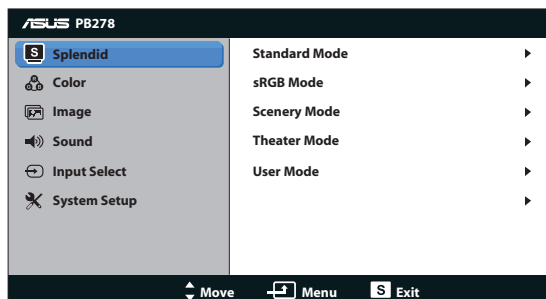 ASUS PB278
S Splendid
Color
Image
Sound
Input Select
System Setup
Standard Mode
sRGB Mode
Scenery Mode
Theater Mode
User Mode
Move Menu S Exit